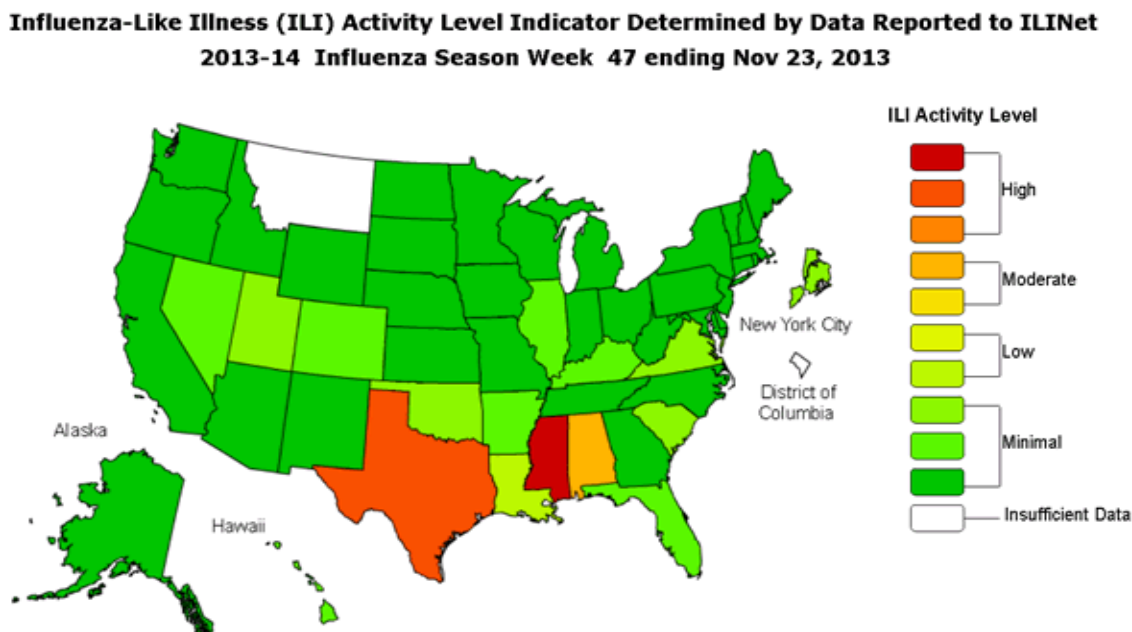 Influenza-Like Illness (ILI) Activity Level Indicator Determined by Data Reported to ILINet
2013-14 Influenza Season Week 47 ending Nov 23, 2013
ILI Activity Level
High
Moderate
Low
Minimal
Insufficient Data
New York City
District of
Columbia
Alaska
Hawaii